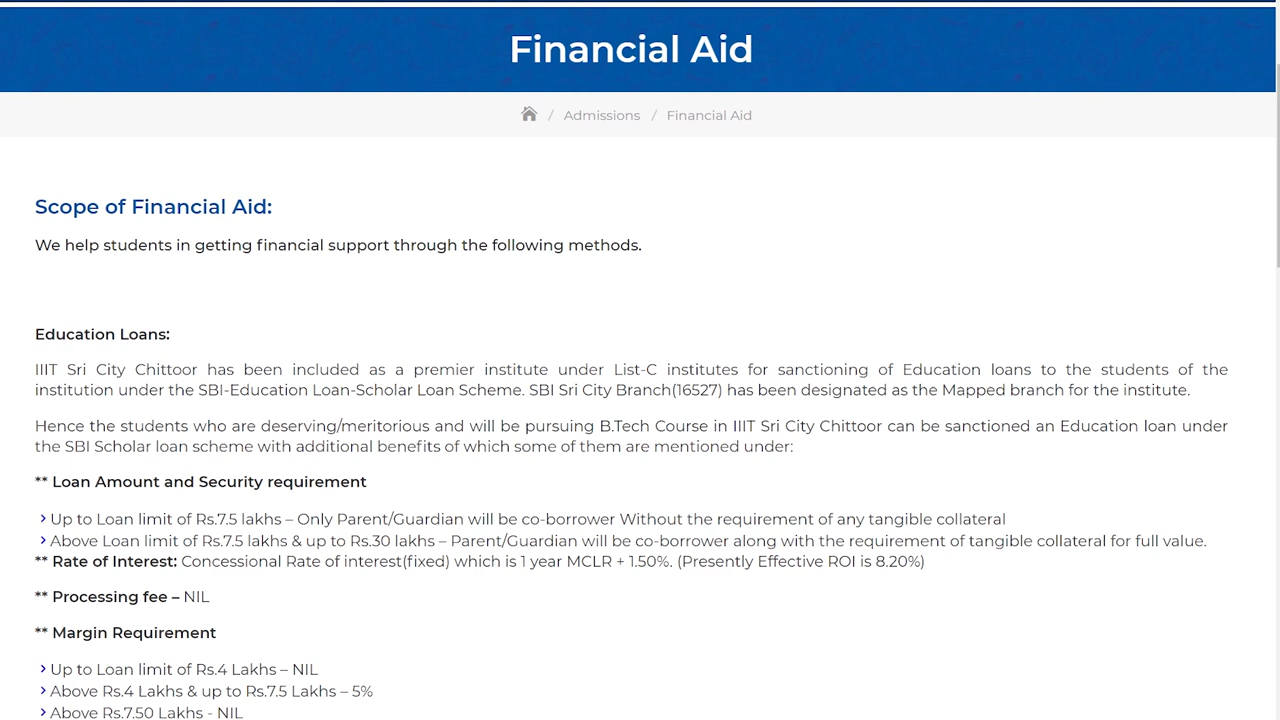 Financial Aid
/ Admissions / Financial Aid
Scope of Financial Aid:
We help students in getting financial support through the following methods.
Education Loans:
IIIT Sri City Chittoor has been included as a premier institute under List-C institutes for sanctioning of Education loans to the students of the
institution under the SBI-Education Loan-Scholar Loan Scheme. SBI Sri City Branch(16527) has been designated as the Mapped branch for the institute.
Hence the students who are deserving/meritorious and will be pursuing B.Tech Course in IIIT Sri City Chittoor can be sanctioned an Education loan under
the SBI Scholar loan scheme with additional benefits of which some of them are mentioned under:
** Loan Amount and Security requirement
› Up to Loan limit of Rs.7.5 lakhs – Only Parent/Guardian will be co-borrower Without the requirement of any tangible collateral
› Above Loan limit of Rs.7.5 lakhs & up to Rs.30 lakhs – Parent/Guardian will be co-borrower along with the requirement of tangible collateral for full value.
** Rate of Interest: Concessional Rate of interest(fixed) which is 1 year MCLR + 1.50%. (Presently Effective ROI is 8.20%)
** Processing fee – NIL
** Margin Requirement
› Up to Loan limit of Rs.4 Lakhs – NIL
› Above Rs.4 Lakhs & up to Rs.7.5 Lakhs – 5%
› Above Rs.7.50 Lakhs - NIL